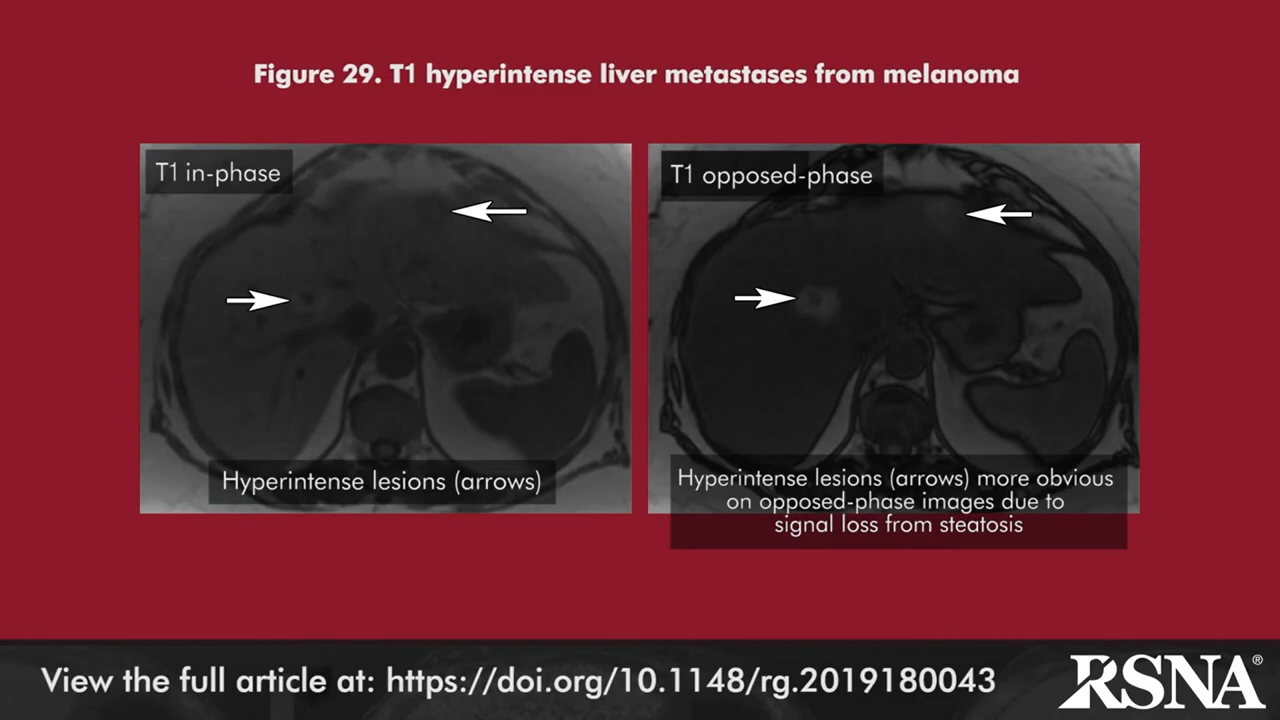 Figure 29. T1 hyperintense liver metastases from melanoma
T1 in-phase
T1 opposed-phase
Hyperintense lesions (arrows)
Hyperintense lesions (arrows) more obvious
on opposed-phase images due to
signal loss from steatosis
View the full article at: https://doi.org/10.1148/rg.2019180043
RSNA®